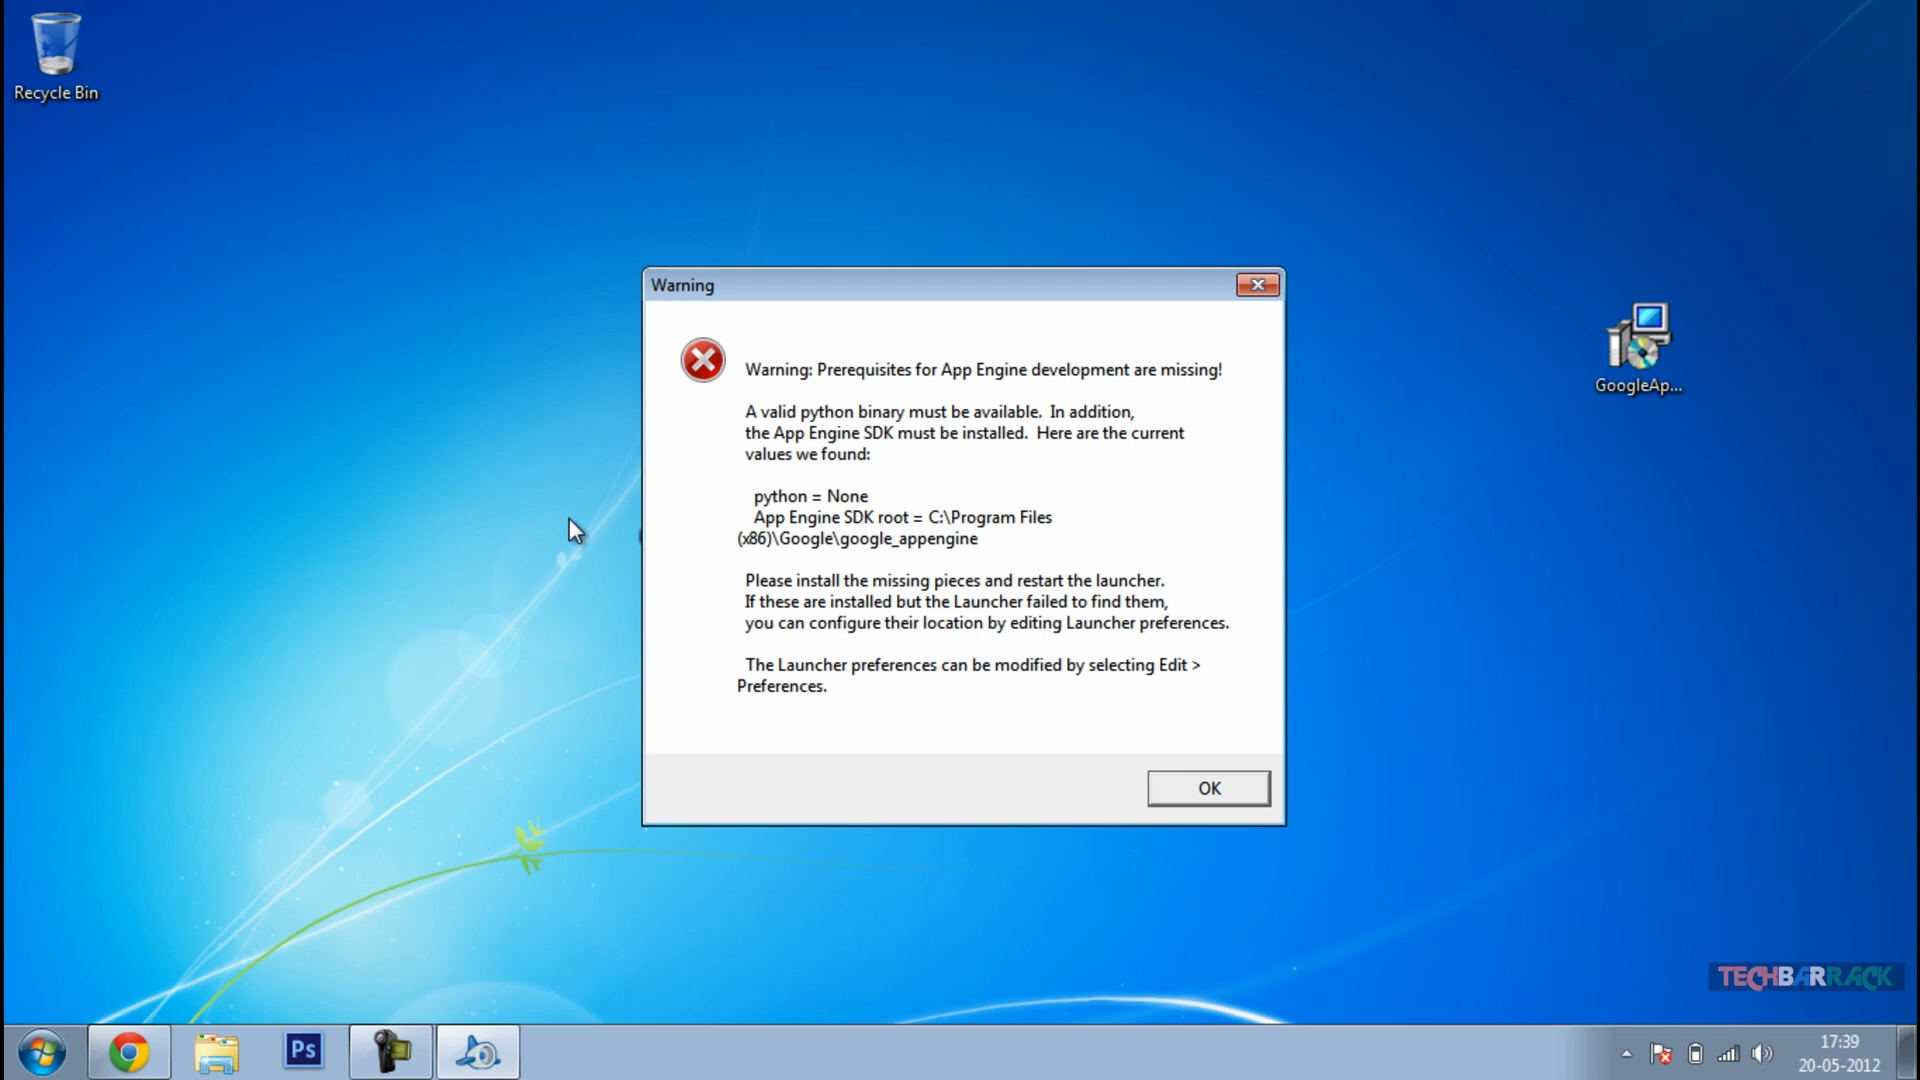 Recycle Bin
Warning
Warning: Prerequisites for App Engine development are missing!
A valid python binary must be available.  In addition,
the App Engine SDK must be installed.  Here are the current
values we found:
python = None
App Engine SDK root = C:\Program Files
(x86)\Google\google_appengine
Please install the missing pieces and restart the launcher.
If these are installed but the Launcher failed to find them,
you can configure their location by editing Launcher preferences.
The Launcher preferences can be modified by selecting Edit >
Preferences.
OK
GoogleAp...
TECHBARRACK
Ps
17:39
20-05-2012